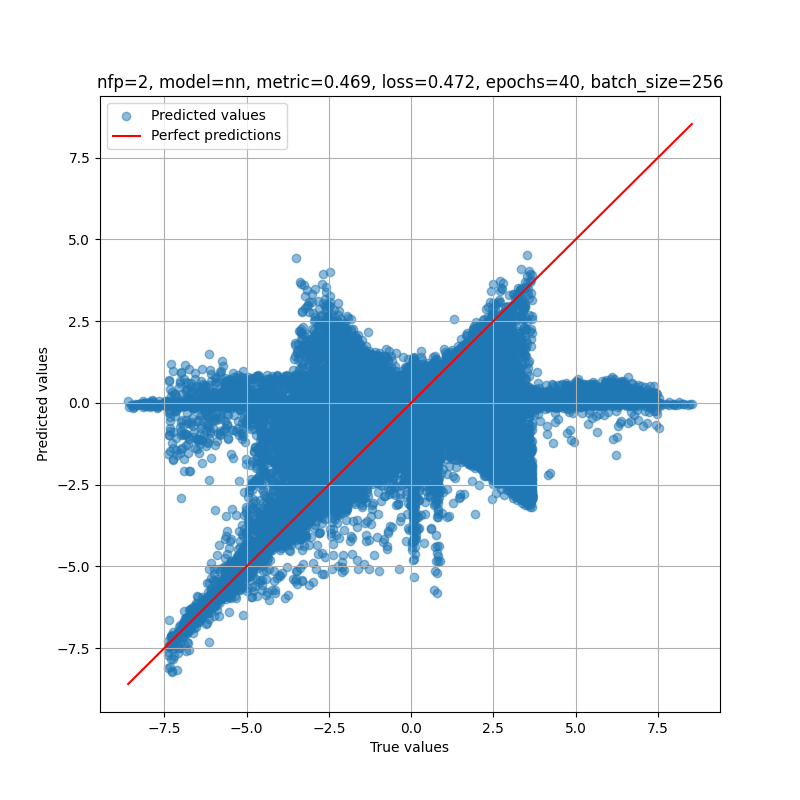 nfp=2, model=nn, metric=0.469, loss=0.472, epochs=40, batch_size=256
Predicted values
Perfect predictions
7.5
5.0
2.5
0.0
−2.5
−5.0
−7.5
Predicted values
−7.5 −5.0 −2.5 0.0 2.5 5.0 7.5
True values